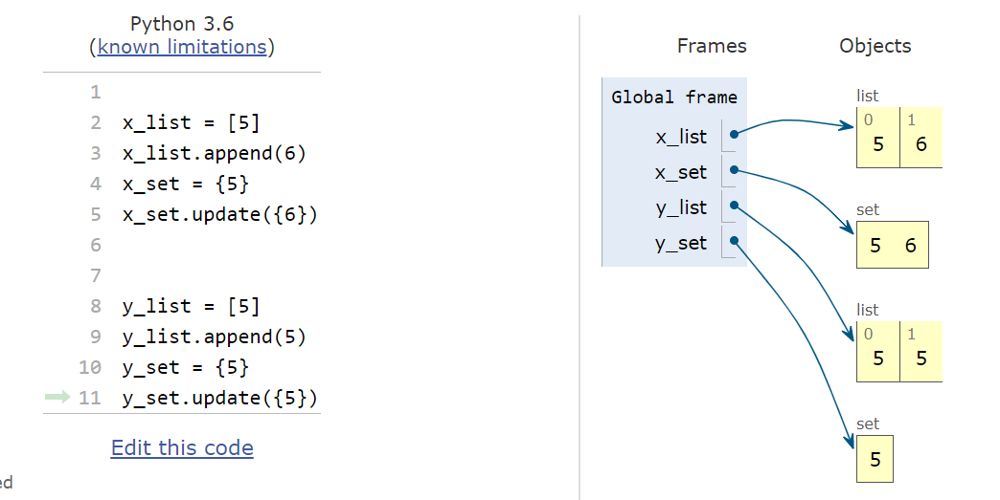 Python 3.6
(known limitations)
1
2 x_list = [5]
3 x_list.append(6)
4 x_set = {5}
5 x_set.update({6})
6
7
8 y_list = [5]
9 y_list.append(5)
10 y_set = {5}
11 y_set.update({5})
Edit this code
ed
Frames
Objects
Global frame
x_list
x_set
y_list
y_set
list
0 1
5 6
set
5 6
list
0 1
5 5
set
5